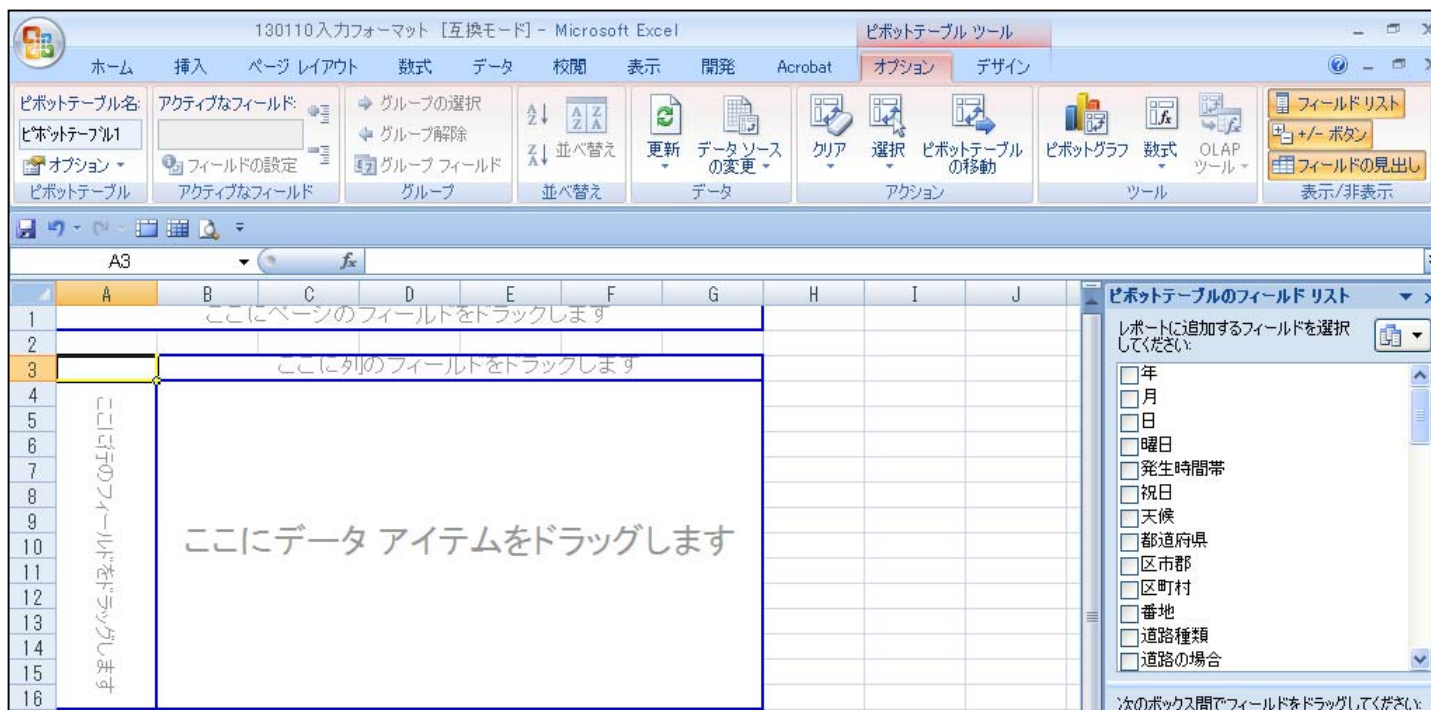 130110入力フォーマット [互換モード] - Microsoft Excel
ピボットテーブル ツール
ホーム 挿入 ページ レイアウト 数式 データ 校閲 表示 開発 Acrobat オプション デザイン
ピボットテーブル名:
ピボットテーブル1
オプション
ピボットテーブル
アクティブなフィールド:
フィールドの設定
アクティブなフィールド
グループの選択
グループ解除
グループ フィールド
グループ
並べ替え
並べ替え
更新
データ ソース
の変更
データ
クリア
選択
ピボットテーブル
の移動
アクション
ピボットグラフ
数式
OLAP
ツール
ツール
フィールド リスト
+/- ボタン
フィールドの見出し
表示/非表示
A3
fx
A B C D E F G H I J
1 ここにページのフィールドをドラッグします
2
3 ここに列のフィールドをドラッグします
4
5
6
7
8
9
10
11
12
13
14
15
16
ここに行のフィールドをドラッグします
ここにデータ アイテムをドラッグします
ピボットテーブルのフィールド リスト
レポートに追加するフィールドを選択
してください:
年
月
日
曜日
発生時間帯
祝日
天候
都道府県
区市郡
区町村
番地
道路種類
道路の場合
次のボックス間でフィールドをドラッグしてください: